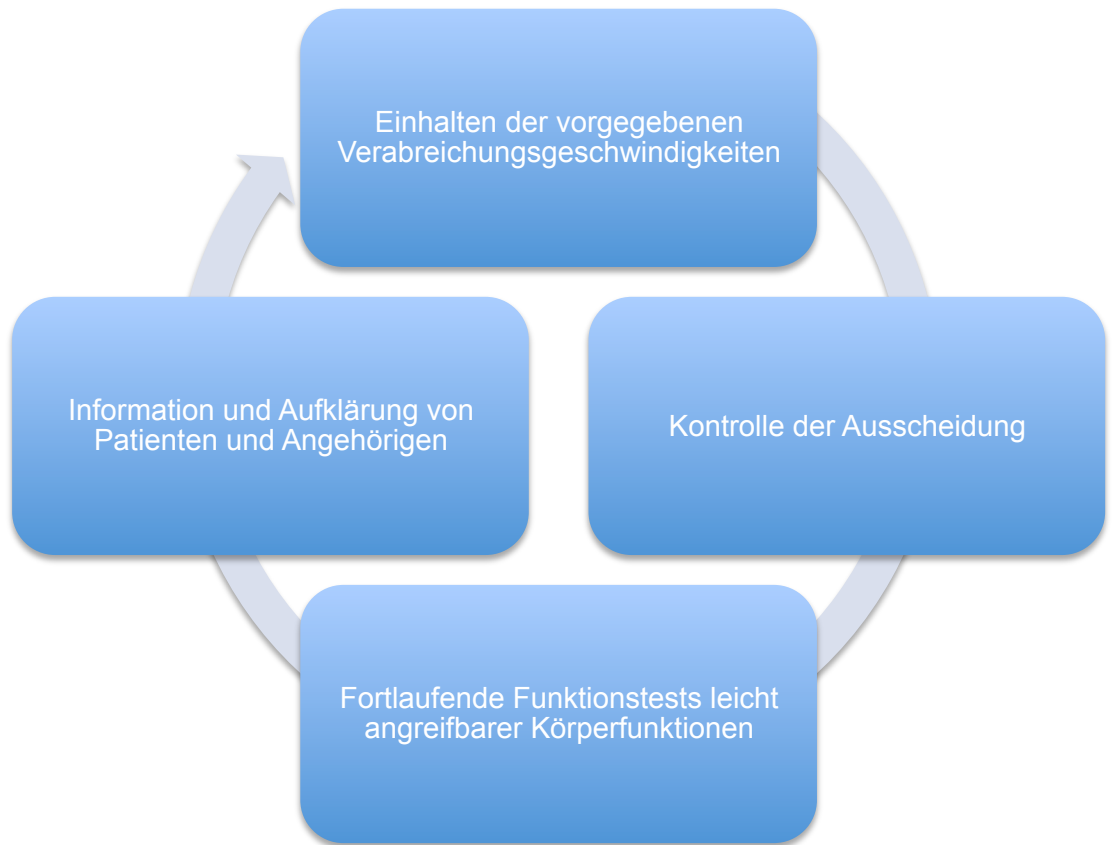 Einhalten der vorgegebenen
Verabreichungsgeschwindigkeiten
Kontrolle der Ausscheidung
Fortlaufende Funktionstests leicht
angreifbarer Körperfunktionen
Information und Aufklärung von
Patienten und Angehörigen